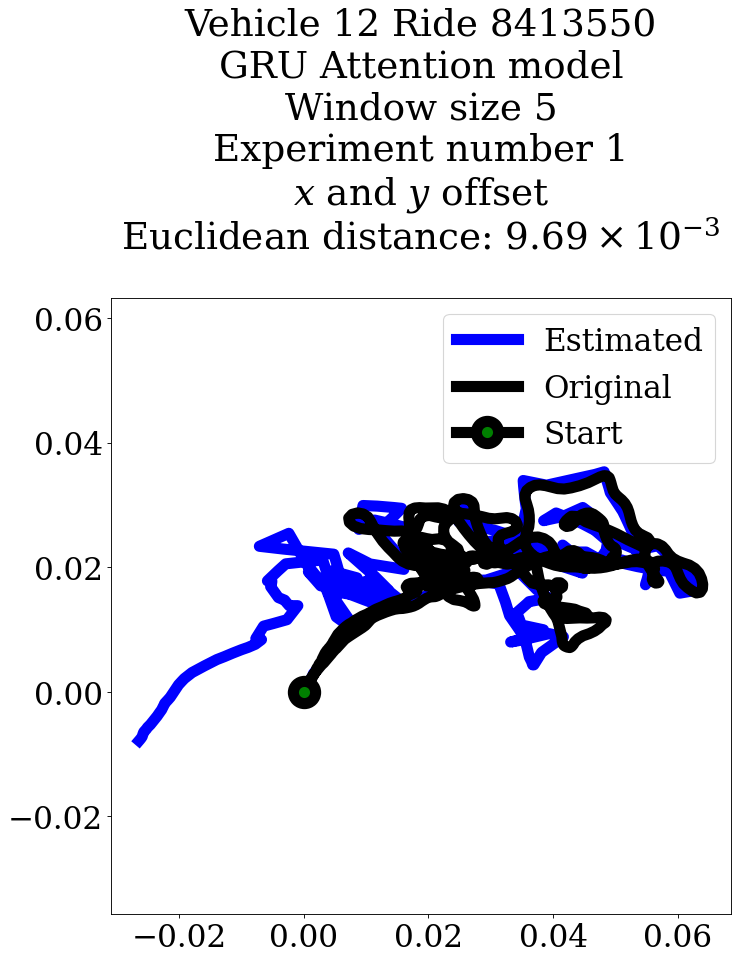 Vehicle 12 Ride 8413550
GRU Attention model
Window size 5
Experiment number 1
x and y offset
Euclidean distance: 9.69 × 10⁻³
Estimated
Original
Start
0.06
0.04
0.02
0.00
−0.02
−0.02 0.00 0.02 0.04 0.06